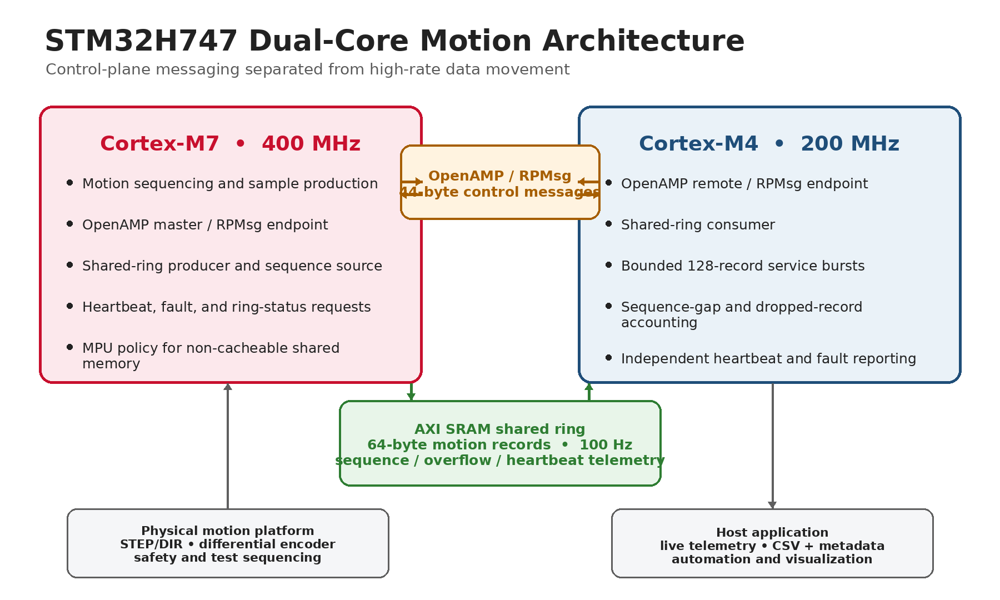 STM32H747 Dual-Core Motion Architecture
Control-plane messaging separated from high-rate data movement
Cortex-M7 • 400 MHz
• Motion sequencing and sample production
• OpenAMP master / RPMsg endpoint
• Shared-ring producer and sequence source
• Heartbeat, fault, and ring-status requests
• MPU policy for non-cacheable shared
memory
OpenAMP / RPMsg
44-byte control messages
Cortex-M4 • 200 MHz
• OpenAMP remote / RPMsg endpoint
• Shared-ring consumer
• Bounded 128-record service bursts
• Sequence-gap and dropped-record
accounting
• Independent heartbeat and fault reporting
AXI SRAM shared ring
64-byte motion records • 100 Hz
sequence / overflow / heartbeat telemetry
Physical motion platform
STEP/DIR • differential encoder
safety and test sequencing
Host application
live telemetry • CSV + metadata
automation and visualization